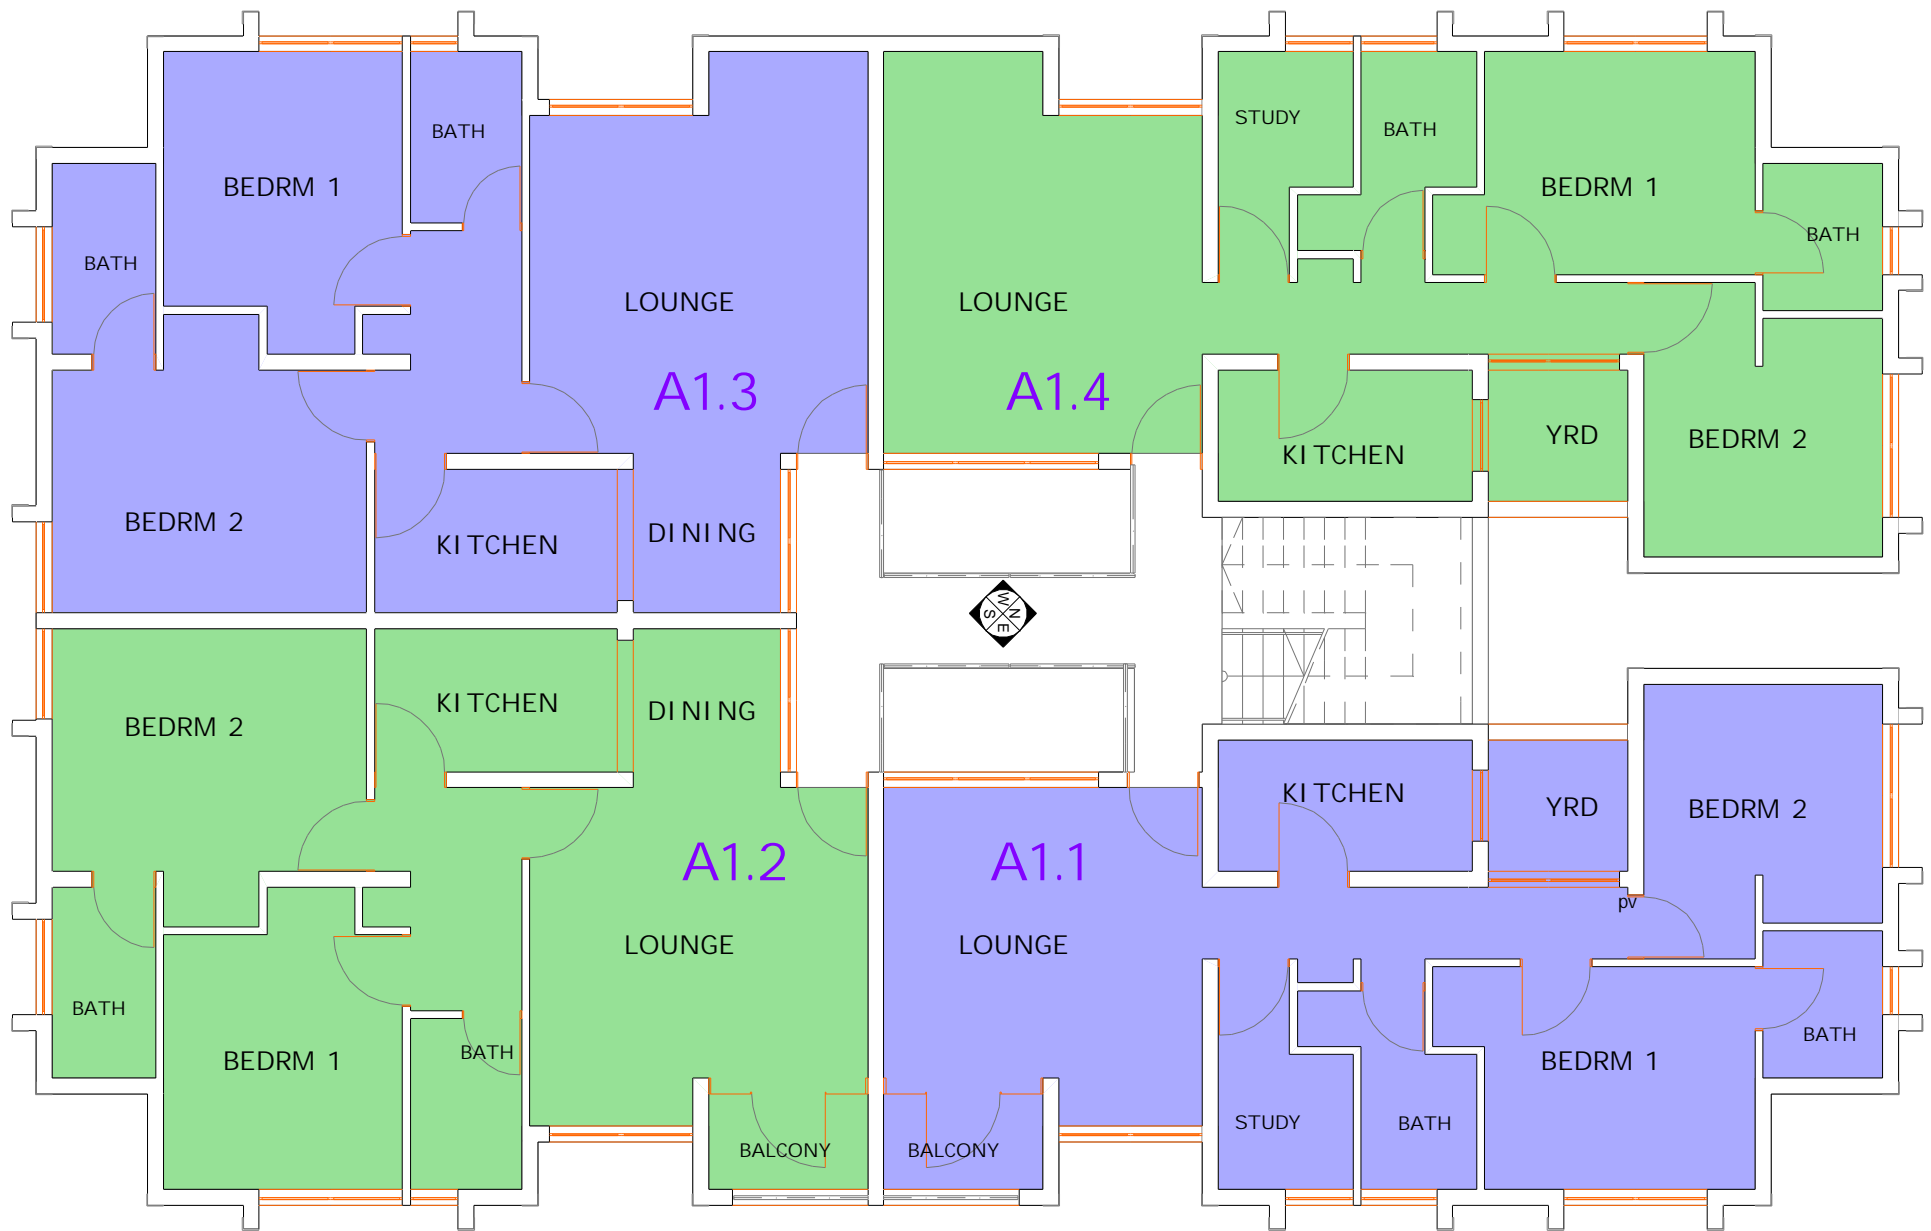 STUDY
BATH
BATH
BEDRM 1
BEDRM 1
BATH
BATH
LOUNGE
LOUNGE
A1.3
A1.4
KITCHEN
YRD
BEDRM 2
BEDRM 2
KITCHEN
DINING
W N
S E
BEDRM 2
KITCHEN
DINING
KITCHEN
YRD
BEDRM 2
A1.2
A1.1
pv
LOUNGE
LOUNGE
BATH
BATH
BEDRM 1
BATH
BEDRM 1
STUDY
BATH
BALCONY
BALCONY